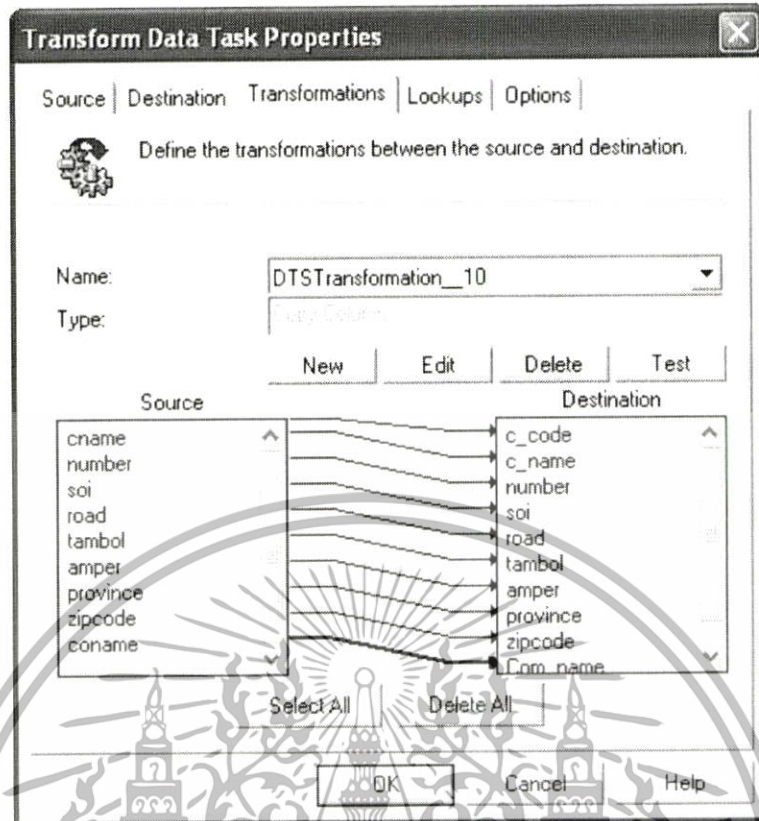 Transform Data Task Properties
Source Destination Transformations Lookups Options
Define the transformations between the source and destination.
Name: DTSTransformation__10
Type: Copy Column
New Edit Delete Test
Source Destination
cname
number
soi
road
tambol
amper
province
zipcode
coname
c_code
c_name
number
soi
road
tambol
amper
province
zipcode
Com_name
Select All Delete All
OK Cancel Help